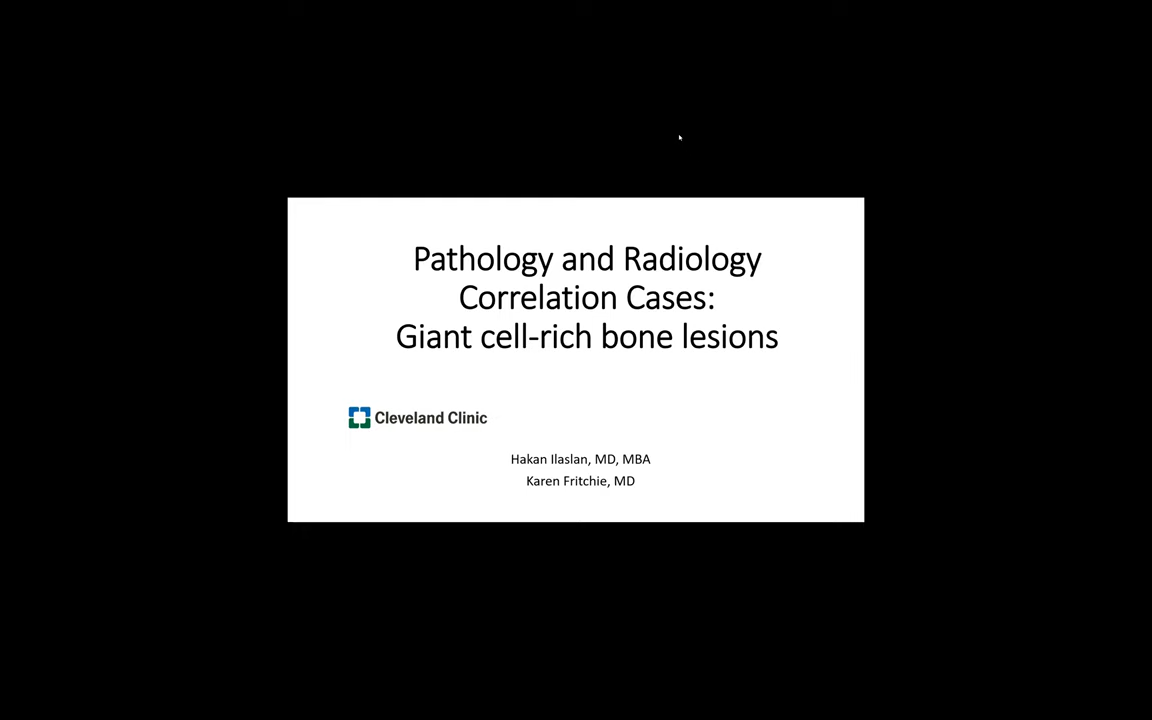 Pathology and Radiology
Correlation Cases:
Giant cell-rich bone lesions
Cleveland Clinic
Hakan Ilaslan, MD, MBA
Karen Fritchie, MD